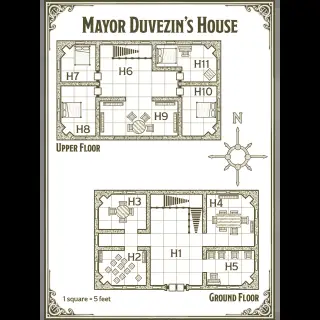 MAYOR DUVEZIN'S HOUSE
H7
H6
H11
H10
H8
H9
UPPER FLOOR
N
H3
H4
H1
H2
H5
1 square = 5 feet
GROUND FLOOR